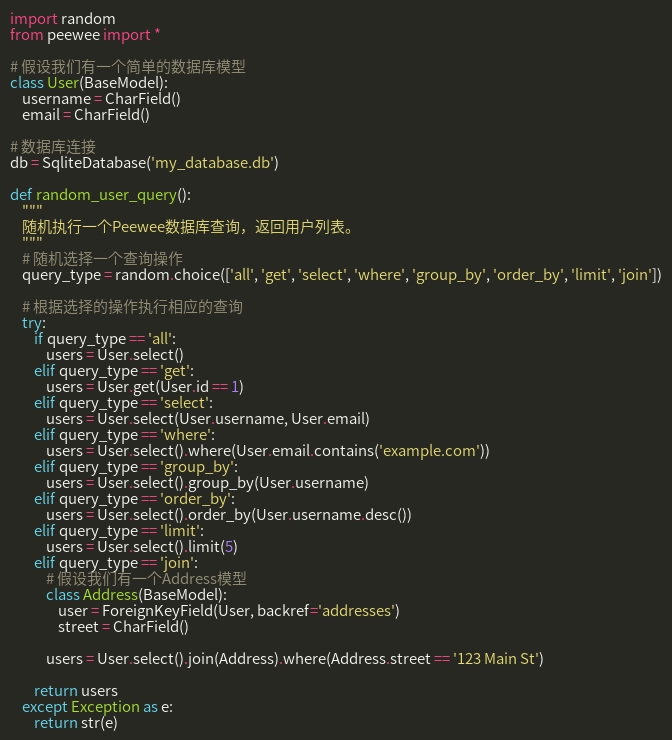 import random
from peewee import *

# 假设我们有一个简单的数据库模型
class User(BaseModel):
    username = CharField()
    email = CharField()

# 数据库连接
db = SqliteDatabase('my_database.db')

def random_user_query():
    """
    随机执行一个Peewee数据库查询，返回用户列表。
    """
    # 随机选择一个查询操作
    query_type = random.choice(['all', 'get', 'select', 'where', 'group_by', 'order_by', 'limit', 'join'])

    # 根据选择的操作执行相应的查询
    try:
        if query_type == 'all':
            users = User.select()
        elif query_type == 'get':
            users = User.get(User.id == 1)
        elif query_type == 'select':
            users = User.select(User.username, User.email)
        elif query_type == 'where':
            users = User.select().where(User.email.contains('example.com'))
        elif query_type == 'group_by':
            users = User.select().group_by(User.username)
        elif query_type == 'order_by':
            users = User.select().order_by(User.username.desc())
        elif query_type == 'limit':
            users = User.select().limit(5)
        elif query_type == 'join':
            # 假设我们有一个Address模型
            class Address(BaseModel):
                user = ForeignKeyField(User, backref='addresses')
                street = CharField()

            users = User.select().join(Address).where(Address.street == '123 Main St')

        return users
    except Exception as e:
        return str(e)